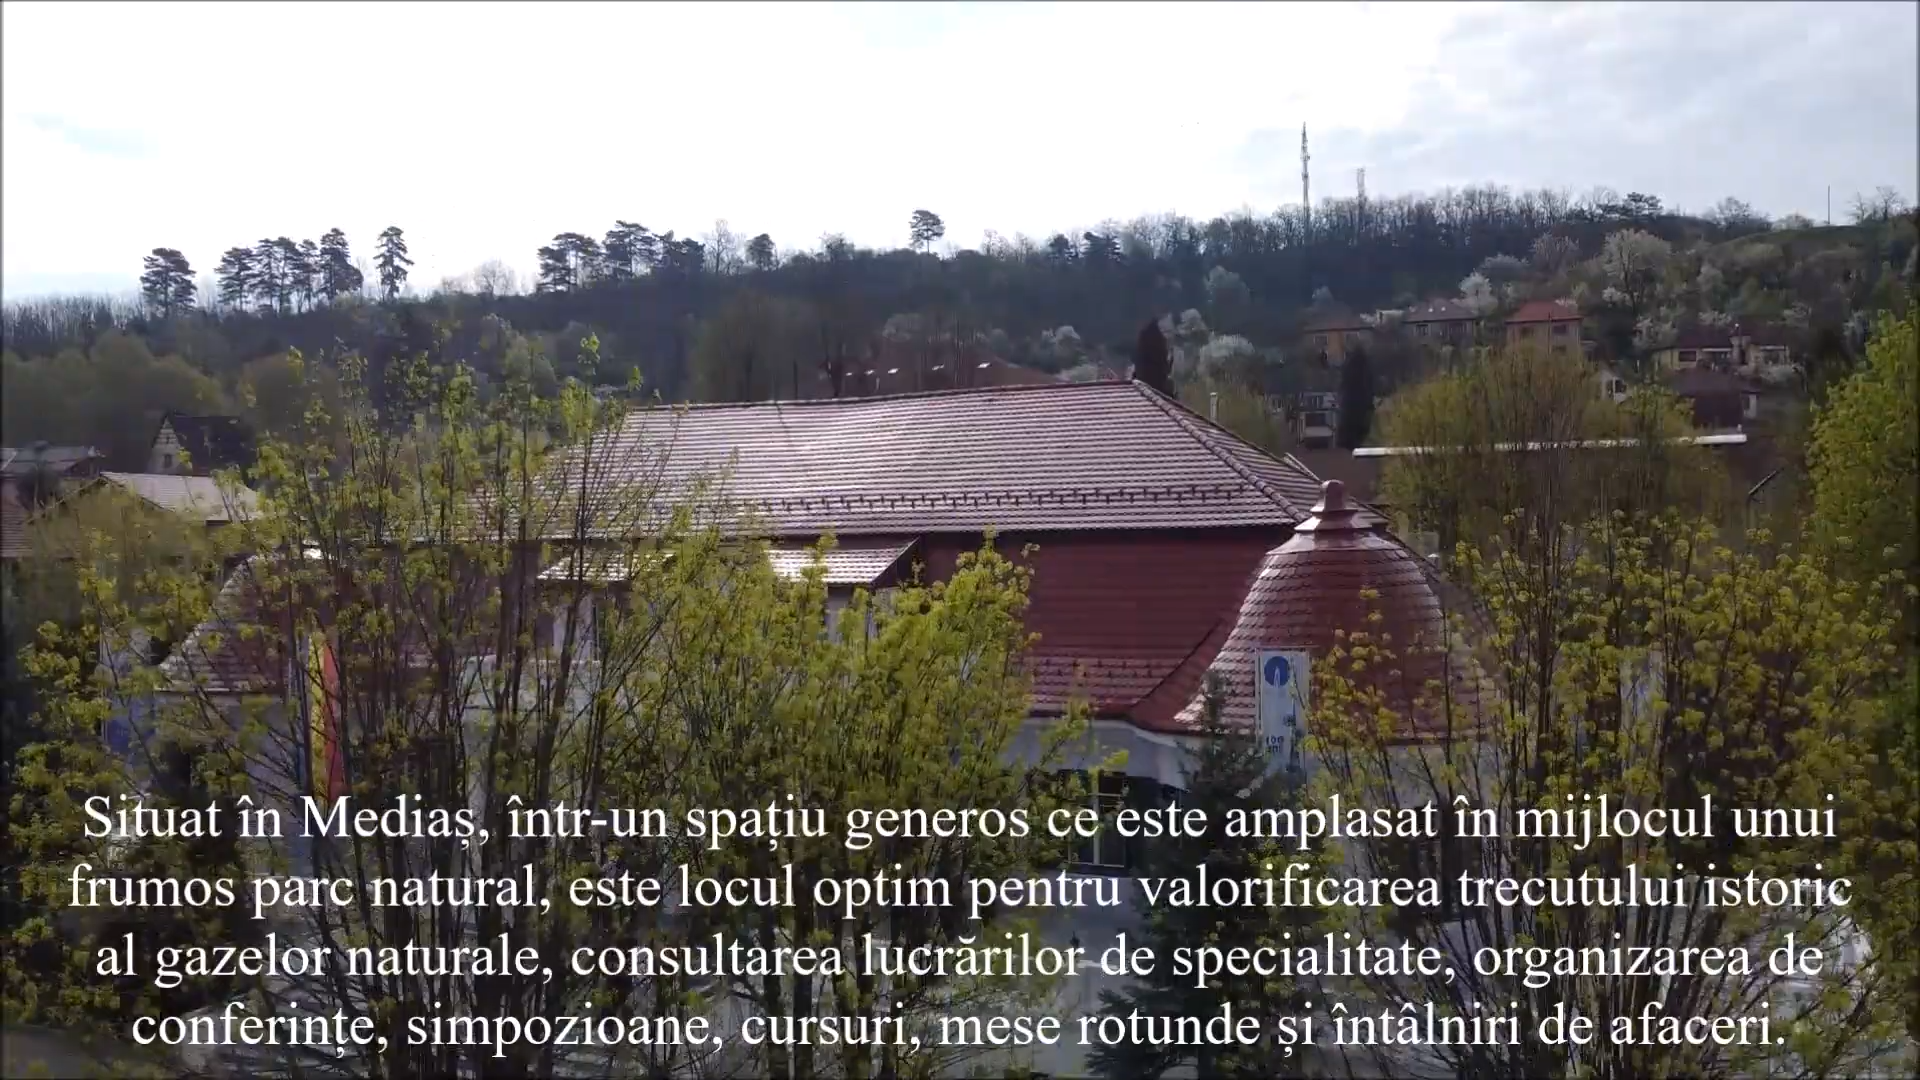 Situat în Mediaș, într-un spațiu generos ce este amplasat în mijlocul unui
frumos parc natural, este locul optim pentru valorificarea trecutului istoric
al gazelor naturale, consultarea lucrărilor de specialitate, organizarea de
conferințe, simpozioane, cursuri, mese rotunde și întâlniri de afaceri.